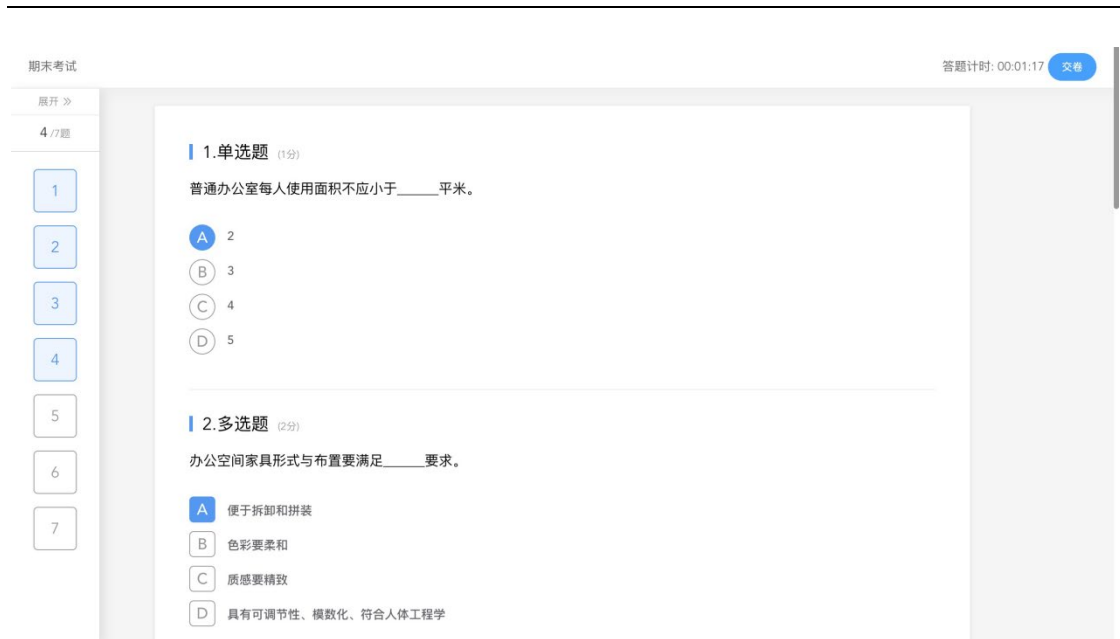 期末考试
答题计时: 00:01:17 交卷
展开 》
4 /7题
1
2
3
4
5
6
7
1.单选题 (1分)
普通办公室每人使用面积不应小于______平米。
A 2
B 3
C 4
D 5
2.多选题 (2分)
办公空间家具形式与布置要满足______要求。
A 便于拆卸和拼装
B 色彩要柔和
C 质感要精致
D 具有可调节性、模数化、符合人体工程学